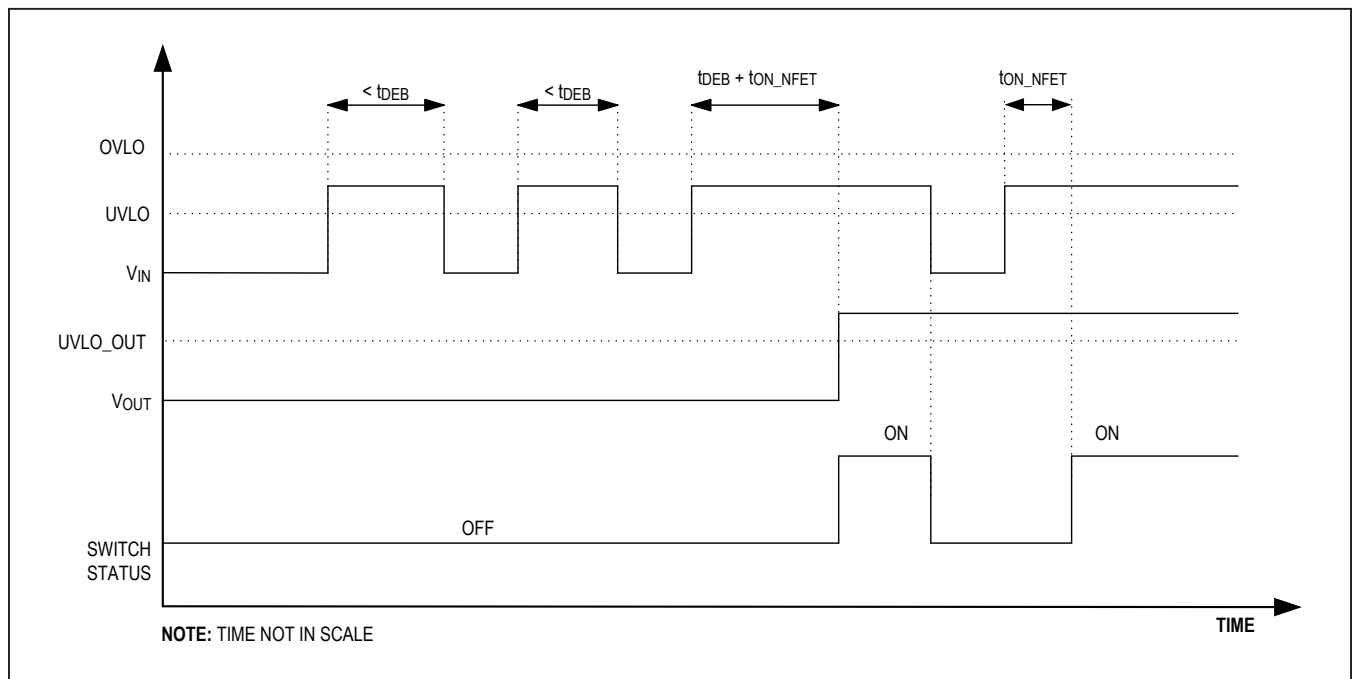 < tDEB
< tDEB
tDEB + tON_NFET
tON_NFET
OVLO
UVLO
VIN
UVLO_OUT
VOUT
ON
ON
OFF
SWITCH
STATUS
TIME
NOTE: TIME NOT IN SCALE